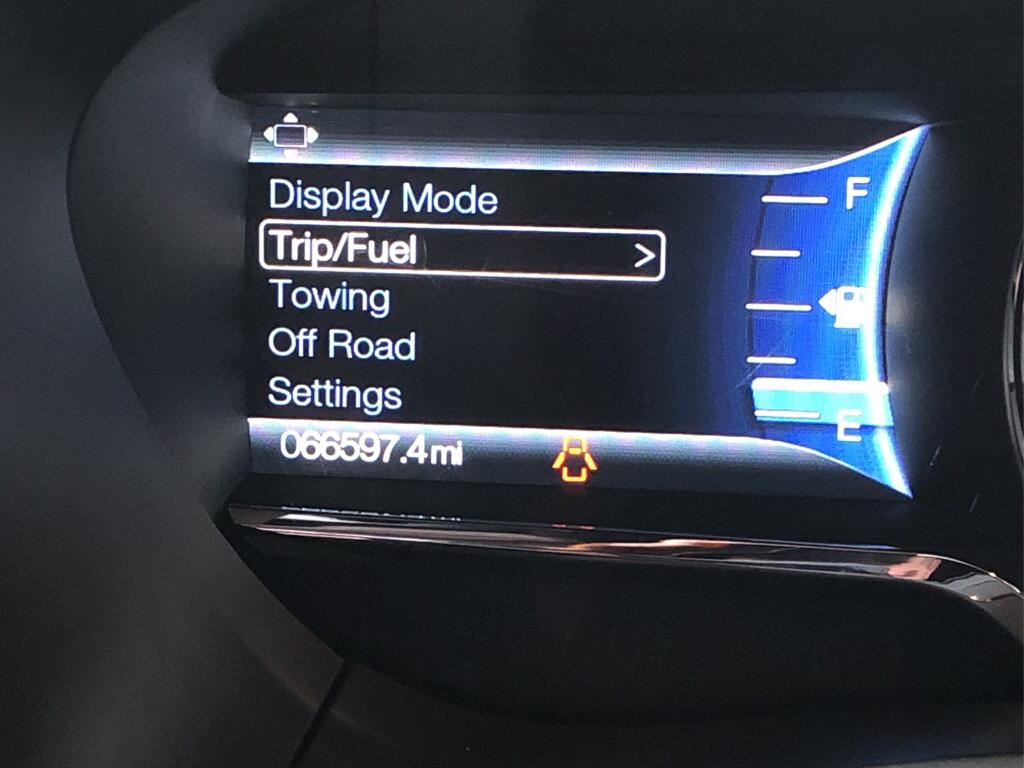 Display Mode
F
Trip/Fuel >
Towing
Off Road
Settings
E
066597.4 mi